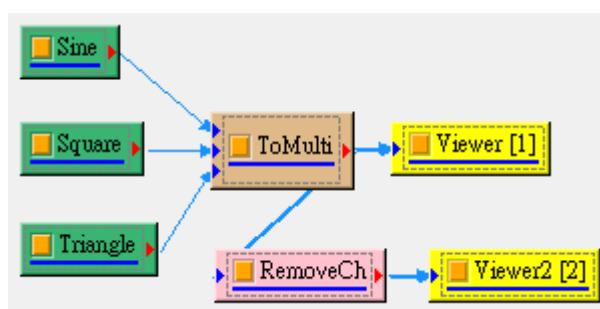 Sine
Square
ToMulti
Viewer [1]
Triangle
RemoveCh
Viewer2 [2]